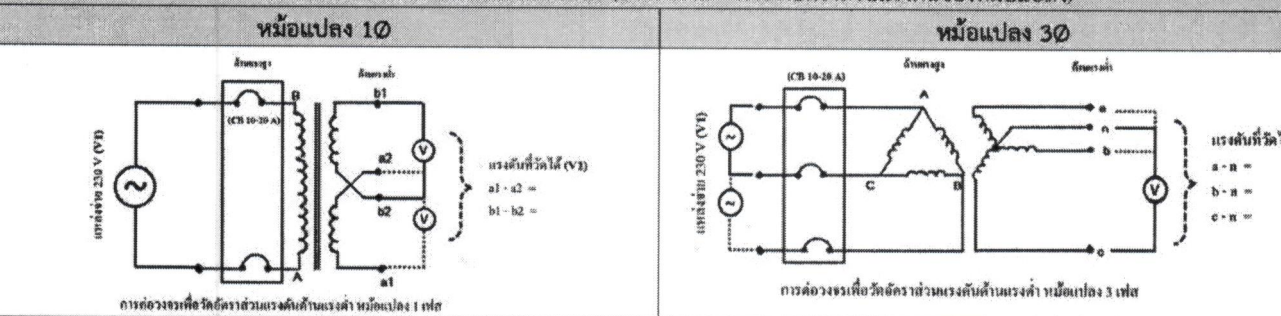 หม้อแปลง 1Ø
ด้านแรงสูง
ด้านแรงต่ำ
แหล่งจ่าย 230 V (V1)
B
(CB 10-20 A)
A
b1
a2
b2
a1
V
V
แรงดันที่วัดได้ (V1)
a1 - a2 =
b1 - b2 =
การต่อวงจรเพื่อวัดอัตราส่วนแรงดันด้านแรงต่ำ หม้อแปลง 1 เฟส
หม้อแปลง 3Ø
(CB 10-20 A)
ด้านแรงสูง
ด้านแรงต่ำ
แหล่งจ่าย 230 V (V1)
A
C
B
a
n
b
c
V
แรงดันที่วัดไ
a - n =
b - n =
c - n =
การต่อวงจรเพื่อวัดอัตราส่วนแรงดันด้านแรงต่ำ หม้อแปลง 3 เฟส